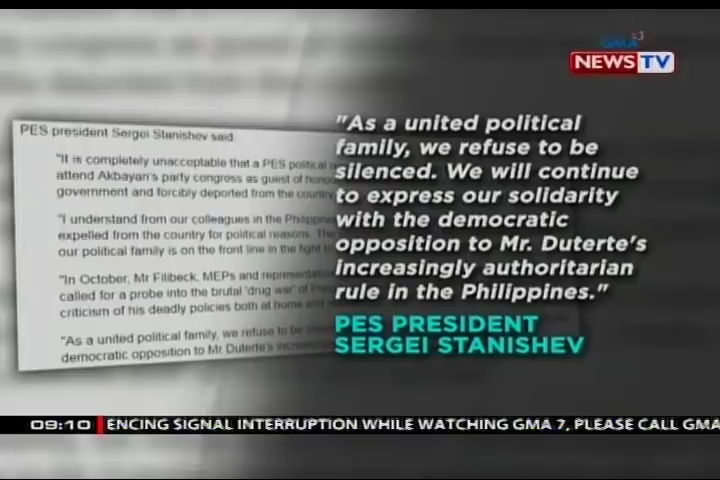 GMA
NEWS TV
PES president Sergei Stanishev said
"It is completely unacceptable that a PES political
attend Akbayan's party congress as guest of
government and forcibly deported from the country
"I understand from our colleagues in the
expelled from the country for political reasons.
our political family is on the front line in the fight
"In October, Mr Filibeck, MEPs and
called for a probe into the brutal 'drug war' of
criticism of his deadly policies both at home
"As a united political family, we refuse to be
democratic opposition to Mr Duterte's
"As a united political
family, we refuse to be
silenced. We will continue
to express our solidarity
with the democratic
opposition to Mr. Duterte's
increasingly authoritarian
rule in the Philippines."
PES PRESIDENT
SERGEI STANISHEV
09:10 ENCING SIGNAL INTERRUPTION WHILE WATCHING GMA 7, PLEASE CALL GMA